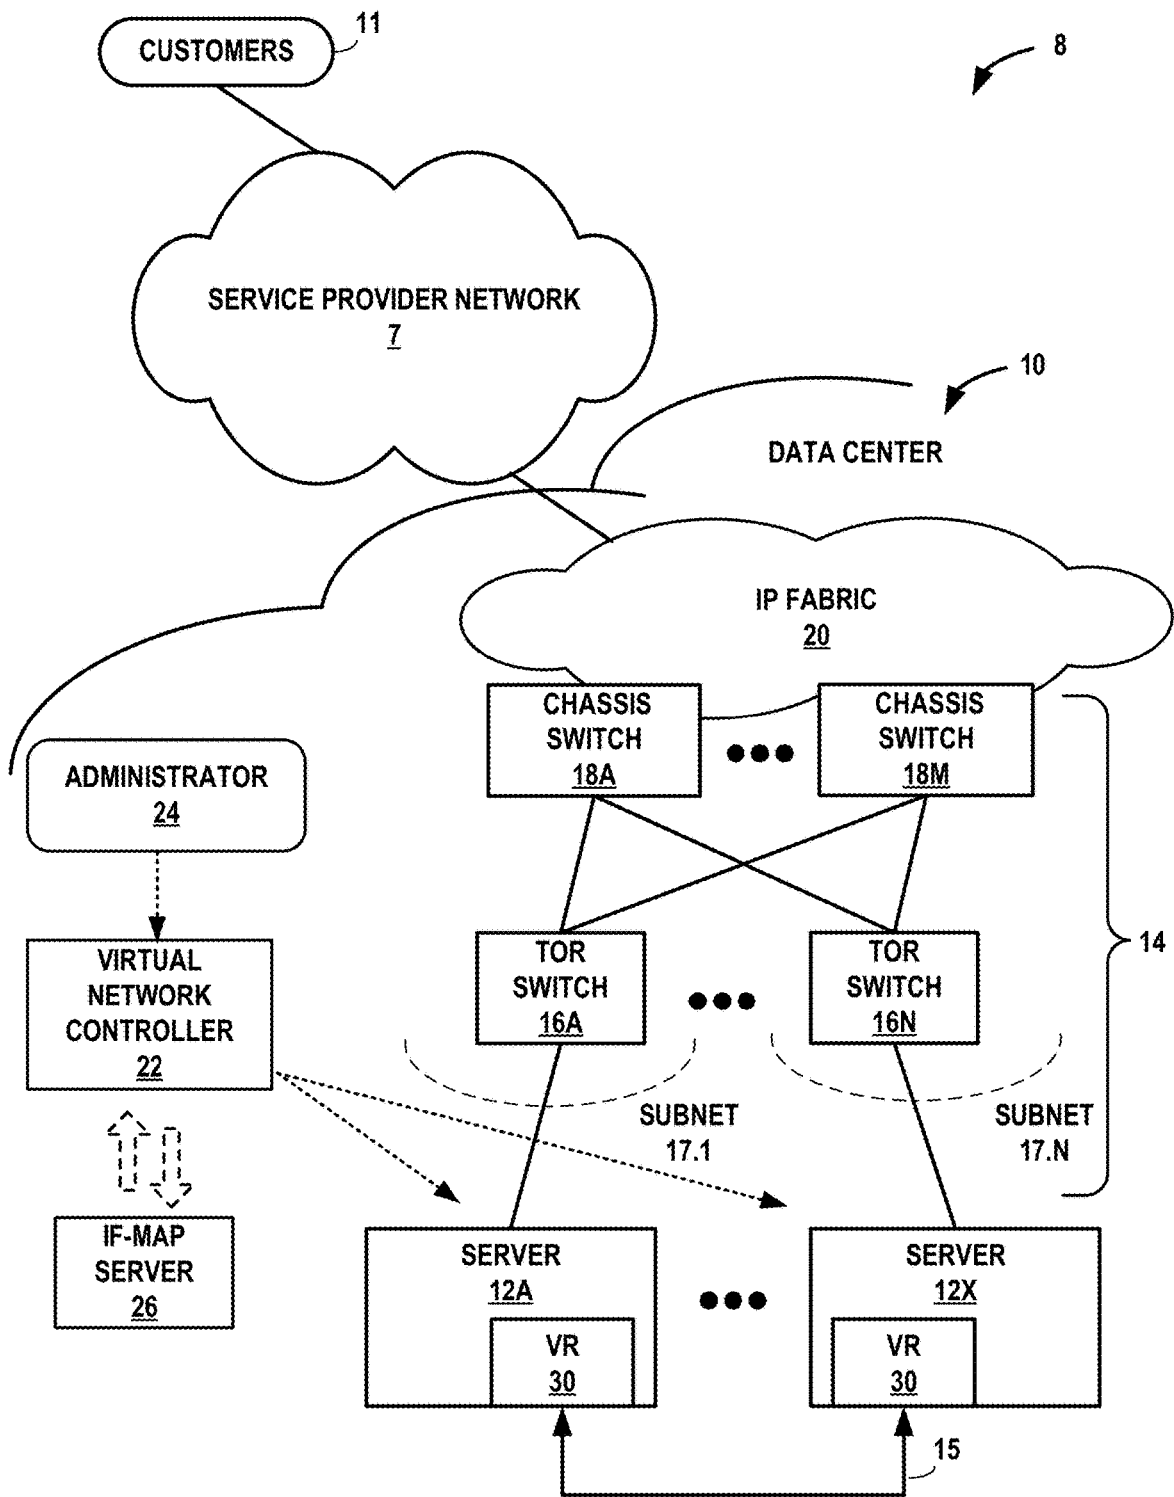 CUSTOMERS
11
8
SERVICE PROVIDER NETWORK
7
10
DATA CENTER
IP FABRIC
20
CHASSIS
SWITCH
18A
CHASSIS
SWITCH
18M
ADMINISTRATOR
24
14
VIRTUAL
NETWORK
CONTROLLER
22
TOR
SWITCH
16A
TOR
SWITCH
16N
SUBNET
17.1
SUBNET
17.N
IF-MAP
SERVER
26
SERVER
12A
VR
30
SERVER
12X
VR
30
15